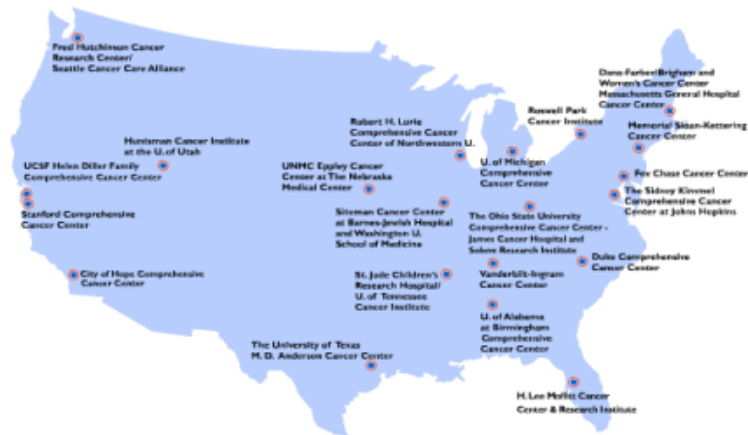 Fred Hutchinson Cancer
Research Center/
Seattle Cancer Care Alliance
Dana-Farber/Brigham and
Women's Cancer Center
Massachusetts General Hospital
Cancer Center
Roswell Park
Cancer Institute
Robert H. Lurie
Comprehensive Cancer
Center of Northwestern U.
Memorial Sloan-Kettering
Cancer Center
Huntsman Cancer Institute
at the U. of Utah
UCSF Helen Diller Family
Comprehensive Cancer Center
UNMC Eppley Cancer
Center at The Nebraska
Medical Center
U. of Michigan
Comprehensive
Cancer Center
Fox Chase Cancer Center
The Sidney Kimmel
Comprehensive Cancer
Center at Johns Hopkins
Stanford Comprehensive
Cancer Center
Siteman Cancer Center
at Barnes-Jewish Hospital
and Washington U.
School of Medicine
The Ohio State University
Comprehensive Cancer Center -
James Cancer Hospital and
Solove Research Institute
Duke Comprehensive
Cancer Center
City of Hope Comprehensive
Cancer Center
St. Jude Children's
Research Hospital/
U. of Tennessee
Cancer Institute
Vanderbilt-Ingram
Cancer Center
U. of Alabama
at Birmingham
Comprehensive
Cancer Center
The University of Texas
M. D. Anderson Cancer Center
H. Lee Moffitt Cancer
Center & Research Institute